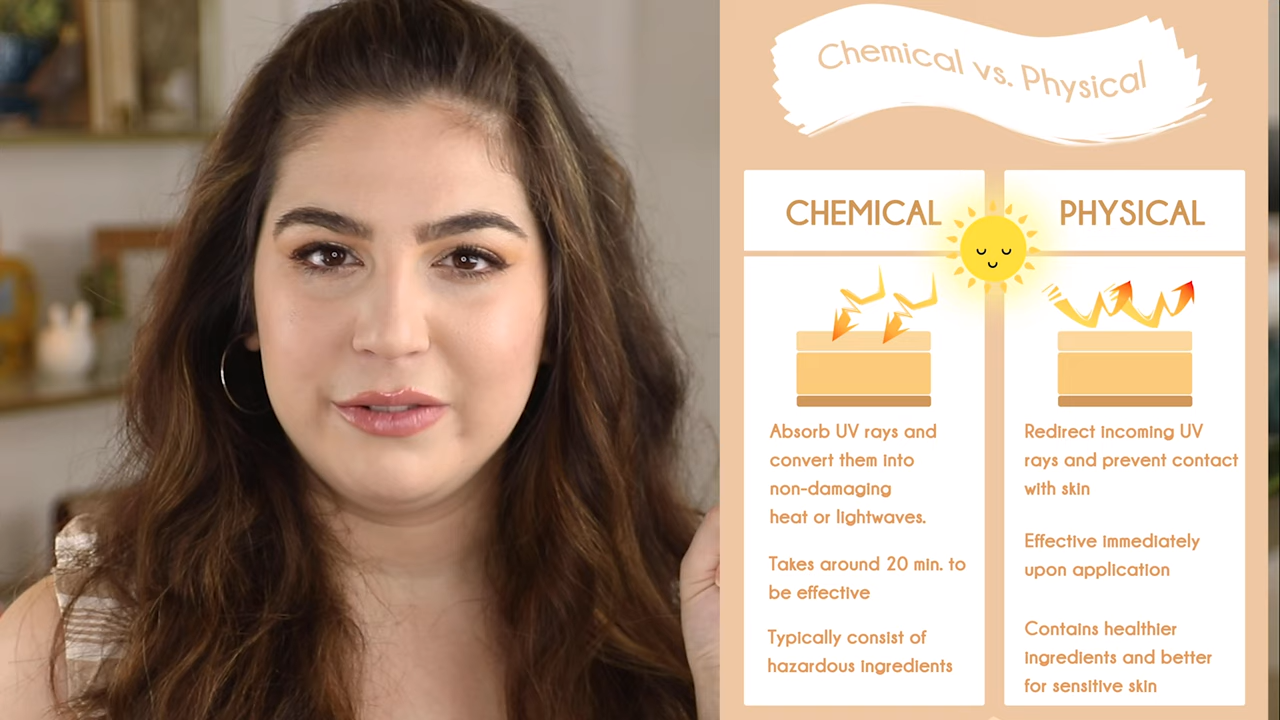 Chemical vs. Physical
CHEMICAL
PHYSICAL
Absorb UV rays and
convert them into
non-damaging
heat or lightwaves.
Takes around 20 min. to
be effective
Typically consist of
hazardous ingredients
Redirect incoming UV
rays and prevent contact
with skin
Effective immediately
upon application
Contains healthier
ingredients and better
for sensitive skin